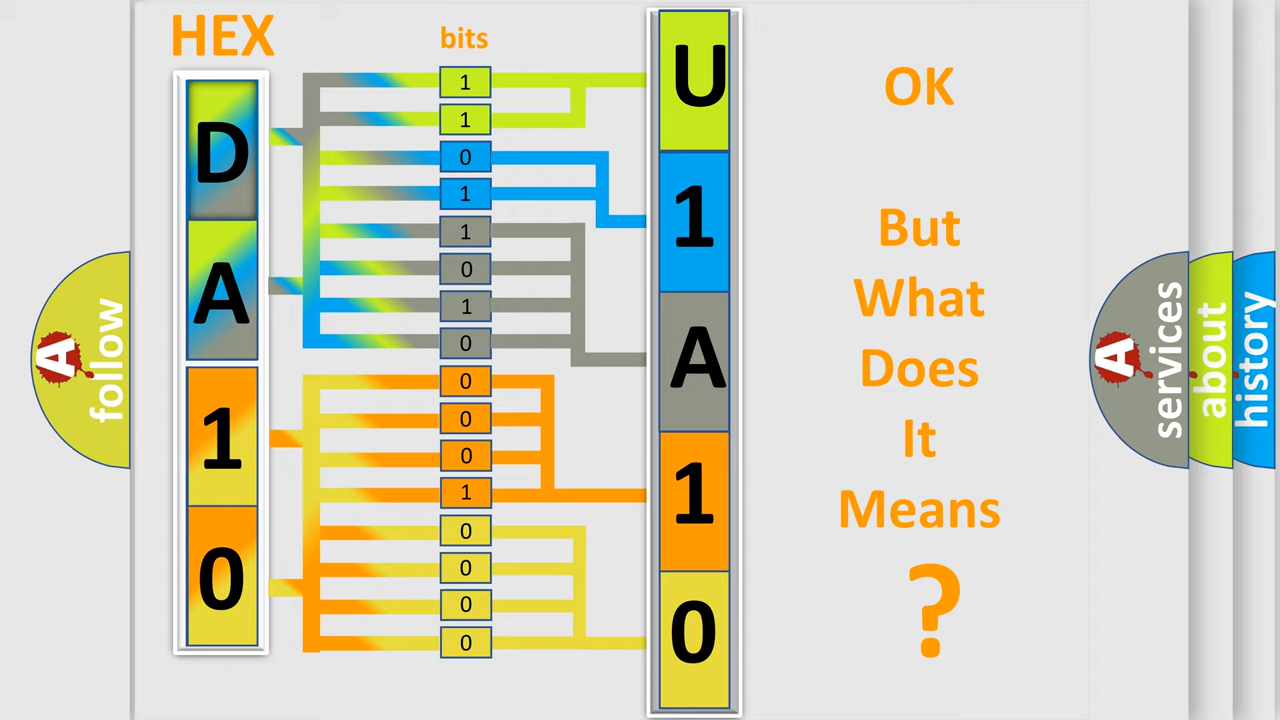 HEX
bits
D
A
1
0
1
1
0
1
1
0
1
0
0
0
0
1
0
0
0
0
U
1
A
1
0
OK
But
What
Does
It
Means
?
A
follow
A
services
about
history